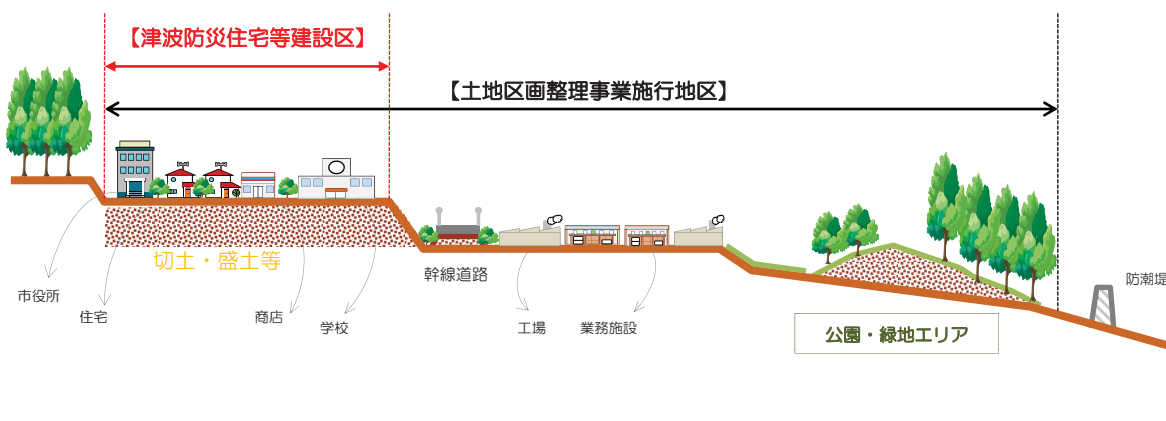 【津波防災住宅等建設区】
【土地区画整理事業施行地区】
切土・盛土等
幹線道路
防潮堤
市役所
住宅
商店
学校
工場
業務施設
公園・緑地エリア